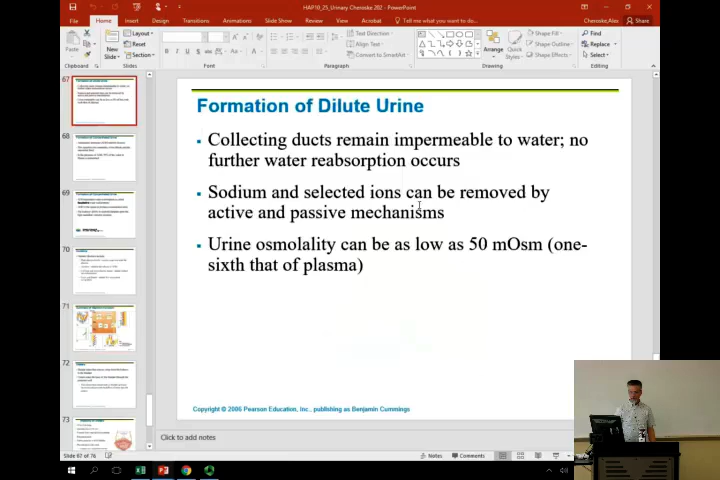 HAP10_25_Urinary Cheniske 202 - PowerPoint
File
Home
Insert
Design
Transitions
Animations
Slide Show
Review
View
Tell me what you want to do...
Cheniske,Alex
Share
Paste
New
Slide
Layout
Reset
Section
Text Direction
Align Text
Convert to SmartArt
Arrange
Quick
Styles
Shape Fill
Shape Outline
Shape Effects
Find
Replace
Select
Clipboard
Slides
Font
Paragraph
Drawing
Editing
67
68
69
70
71
72
73
Formation of Dilute Urine
Collecting ducts remain impermeable to water; no
further water reabsorption occurs
Sodium and selected ions can be removed by
active and passive mechanisms
Urine osmolality can be as low as 50 mOsm (one-
sixth that of plasma)
Copyright © 2006 Pearson Education, Inc., publishing as Benjamin Cummings
Click to add notes
Slide 67 of 76
Notes
Comments